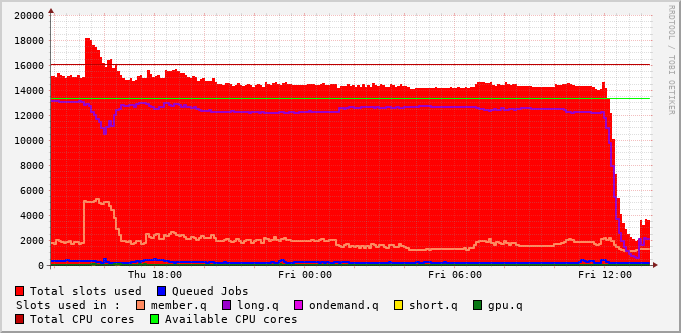 RRDTOOL / TOBI OETIKER
20000
18000
16000
14000
12000
10000
8000
6000
4000
2000
0
Thu 18:00 Fri 00:00 Fri 06:00 Fri 12:00
Total slots used Queued Jobs
Slots used in : member.q long.q ondemand.q short.q gpu.q
Total CPU cores Available CPU cores